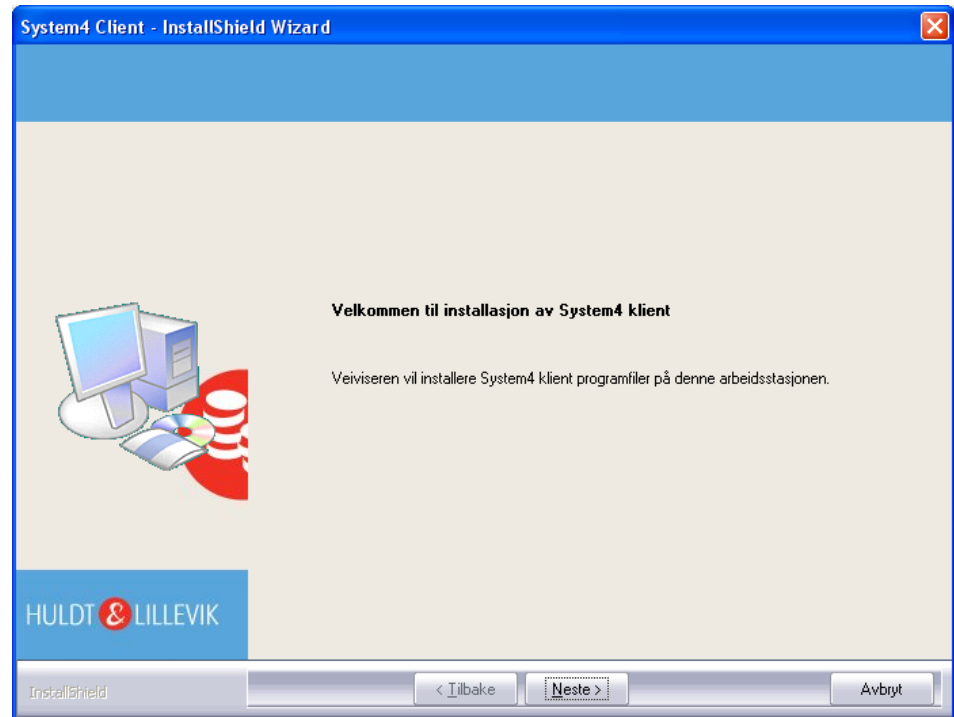 System4 Client - InstallShield Wizard
Velkommen til installasjon av System4 klient
Veiviseren vil installere System4 klient programfiler på denne arbeidsstasjonen.
HULDT & LILLEVIK
InstallShield
< Tilbake
Neste >
Avbryt